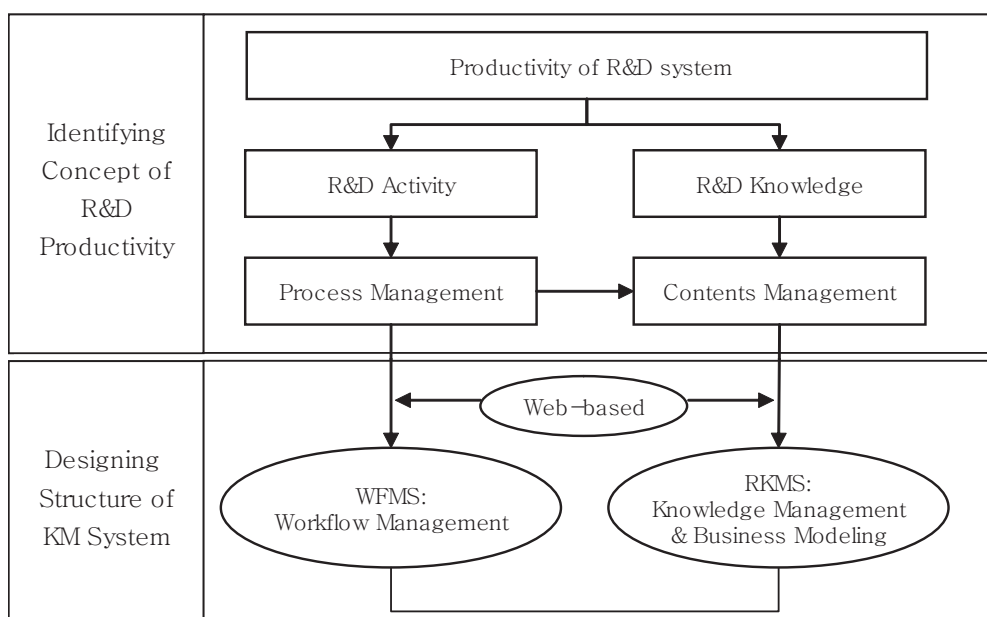 Identifying
Concept of
R&D
Productivity
Productivity of R&D system
R&D Activity
R&D Knowledge
Process Management
Contents Management
Designing
Structure of
KM System
Web-based
WFMS:
Workflow Management
RKMS:
Knowledge Management
& Business Modeling